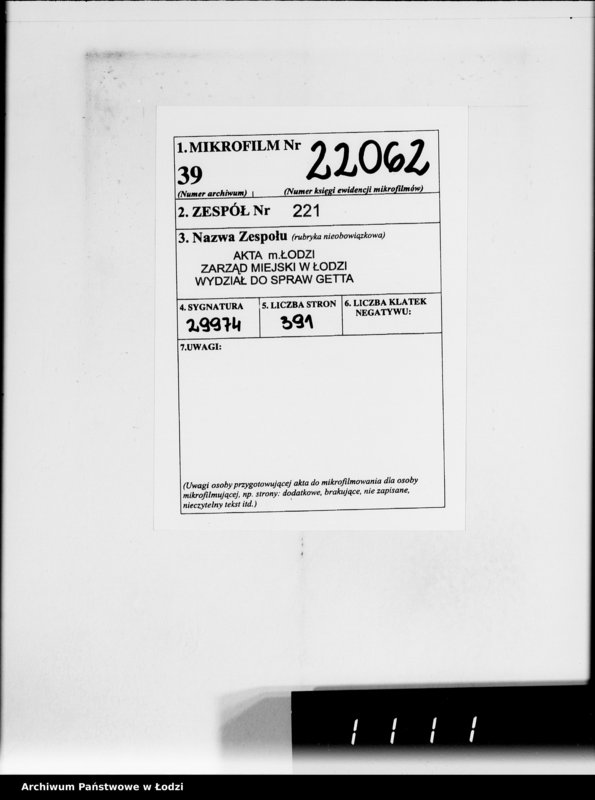 1. MIKROFILM Nr 22062
39
(Numer archiwum) (Numer księgi ewidencji mikrofilmów)
2. ZESPÓŁ Nr 221
3. Nazwa Zespołu (rubryka nieobowiązkowa)
AKTA m.ŁODZI
ZARZĄD MIEJSKI W ŁODZI
WYDZIAŁ DO SPRAW GETTA
4. SYGNATURA 5. LICZBA STRON 6. LICZBA KLATEK
NEGATYWU:
29974 391
7.UWAGI:
(Uwagi osoby przygotowującej akta do mikrofilmowania dla osoby
mikrofilmującej, np. strony: dodatkowe, brakujące, nie zapisane,
nieczytelny tekst itd.)
1111
Archiwum Państwowe w Łodzi